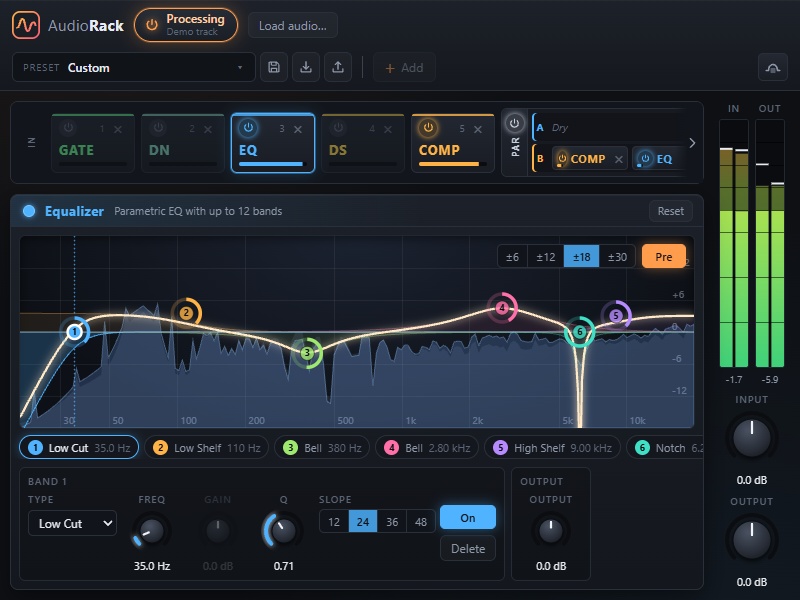 AudioRack
Processing
Demo track
Load audio...
PRESET Custom
+ Add
IN
1 ×
GATE
2 ×
DN
3 ×
EQ
4 ×
DS
5 ×
COMP
PAR
A Dry
B COMP × EQ
IN OUT
Equalizer Parametric EQ with up to 12 bands
Reset
±6 ±12 ±18 ±30 Pre
+6
0
-6
-12
1 2 3 4 5 6
30 50 100 200 500 1k 2k 5k 10k
-1.7 -5.9
1 Low Cut 35.0 Hz
2 Low Shelf 110 Hz
3 Bell 380 Hz
4 Bell 2.80 kHz
5 High Shelf 9.00 kHz
6 Notch 6.2
BAND 1
TYPE FREQ GAIN Q SLOPE
Low Cut
12 24 36 48
On
Delete
35.0 Hz 0.0 dB 0.71
OUTPUT
OUTPUT
0.0 dB
INPUT
0.0 dB
OUTPUT
0.0 dB